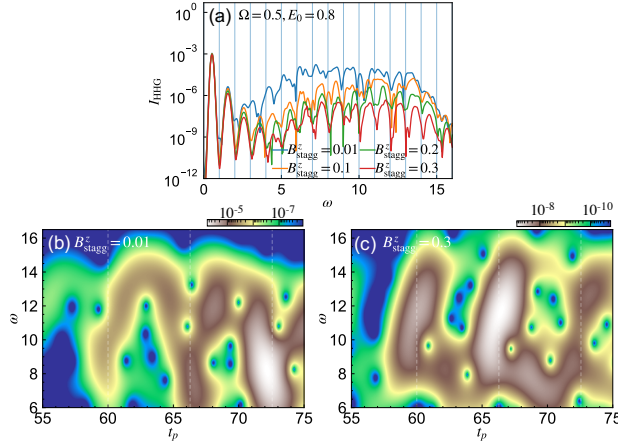 (a) Ω = 0.5, E₀ = 0.8
I_HHG
10⁰
10⁻³
10⁻⁶
10⁻⁹
10⁻¹²
B^z_stagg = 0.01 B^z_stagg = 0.2
B^z_stagg = 0.1 B^z_stagg = 0.3
0 5 10 15
ω
10⁻⁵ 10⁻⁷
(b) B^z_stagg = 0.01
ω
16
14
12
10
8
6
55 60 65 70 75
t_p
10⁻⁸ 10⁻¹⁰
(c) B^z_stagg = 0.3
ω
16
14
12
10
8
6
55 60 65 70 75
t_p